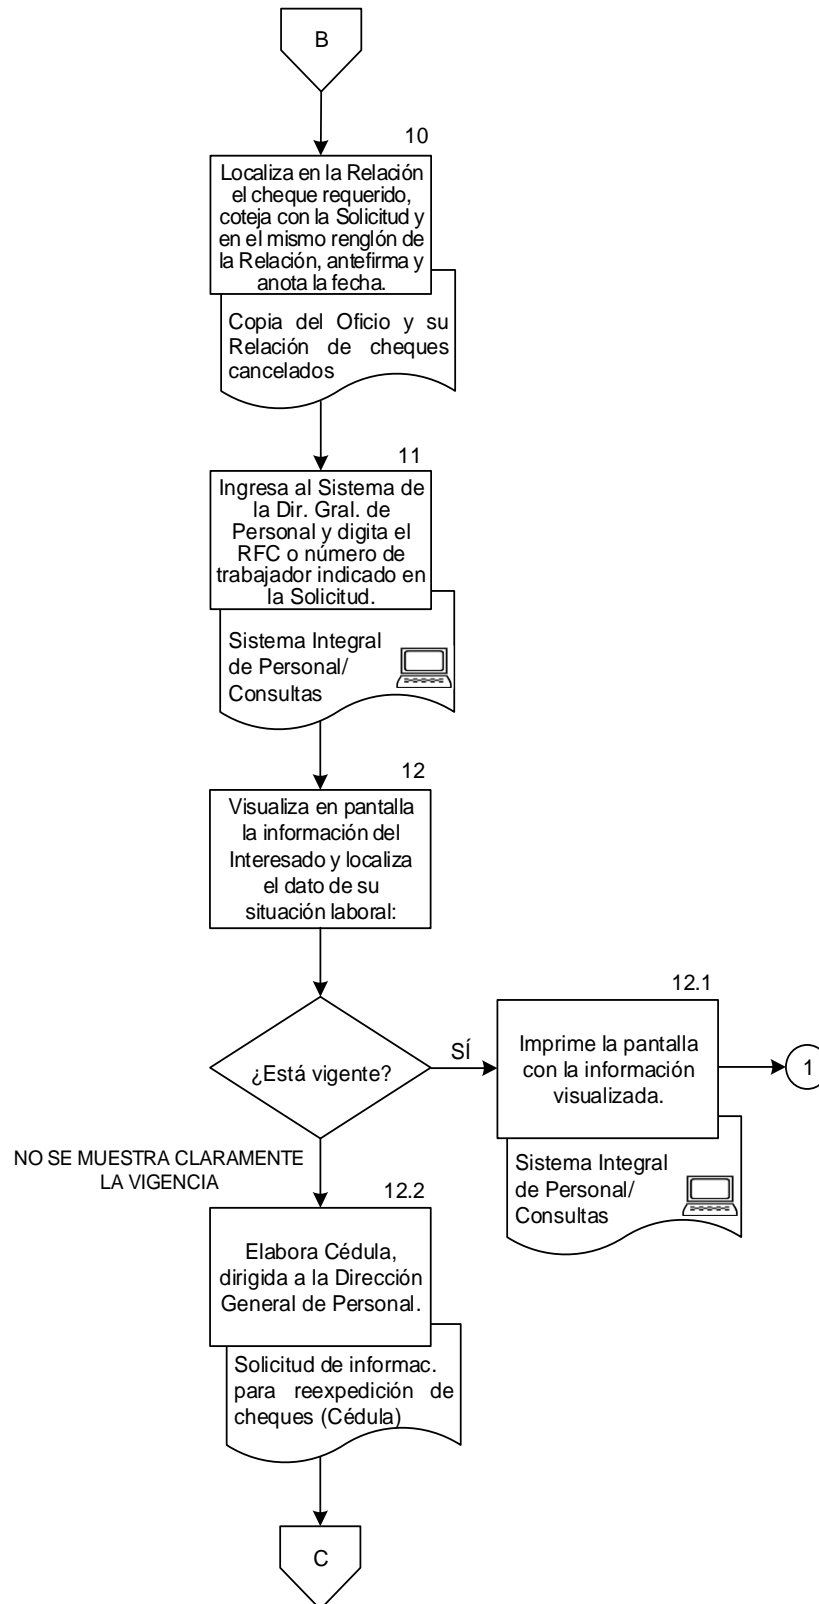 B
10
Localiza en la Relación
el cheque requerido,
coteja con la Solicitud y
en el mismo renglón de
la Relación, antefirma y
anota la fecha.
Copia del Oficio y su
Relación de cheques
cancelados
11
Ingresa al Sistema de
la Dir. Gral. de
Personal y digita el
RFC o número de
trabajador indicado en
la Solicitud.
Sistema Integral
de Personal/
Consultas
12
Visualiza en pantalla
la información del
Interesado y localiza
el dato de su
situación laboral:
¿Está vigente?
SÍ
12.1
Imprime la pantalla
con la información
visualizada.
1
Sistema Integral
de Personal/
Consultas
NO SE MUESTRA CLARAMENTE
LA VIGENCIA
12.2
Elabora Cédula,
dirigida a la Dirección
General de Personal.
Solicitud de informac.
para reexpedición de
cheques (Cédula)
C